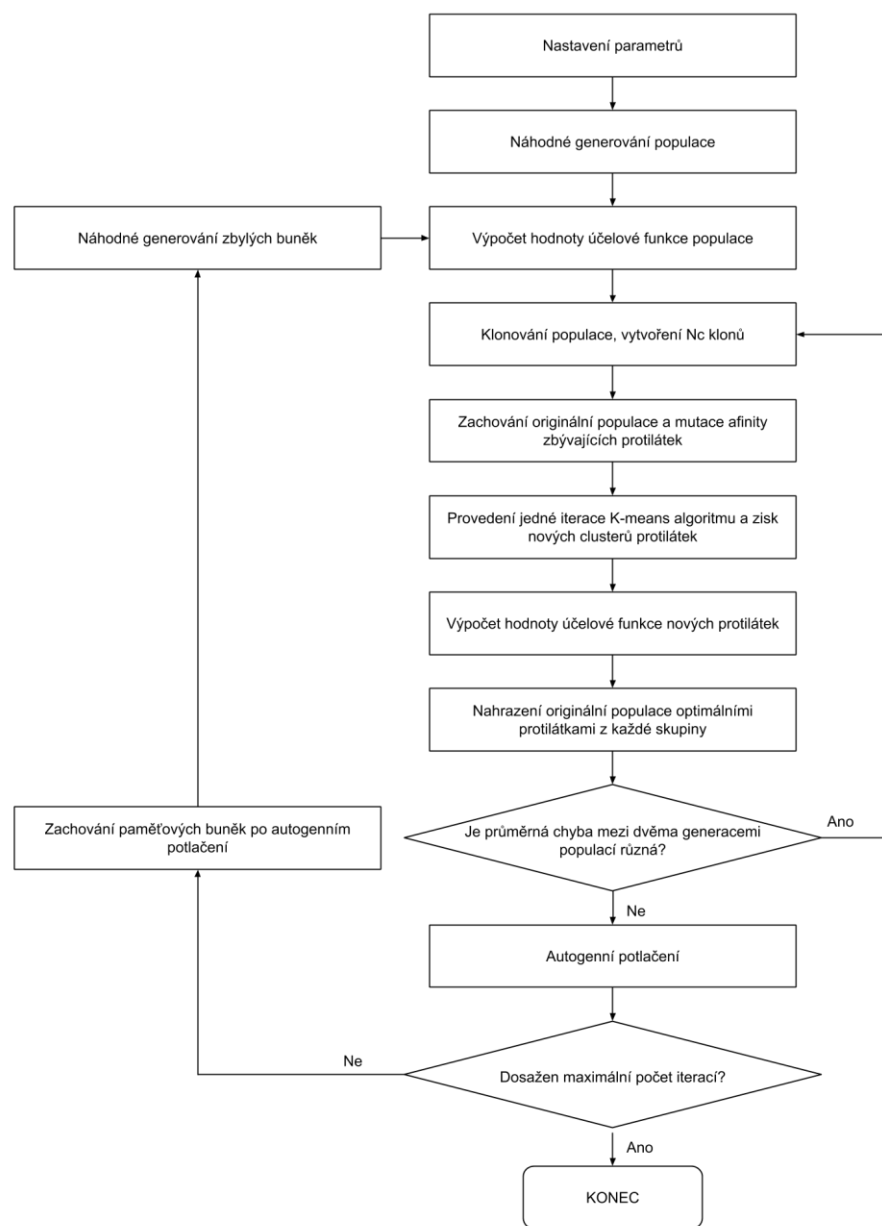 Nastavení parametrů
Náhodné generování populace
Náhodné generování zbylých buněk
Výpočet hodnoty účelové funkce populace
Klonování populace, vytvoření Nc klonů
Zachování originální populace a mutace afinity
zbývajících protilátek
Provedení jedné iterace K-means algoritmu a zisk
nových clusterů protilátek
Výpočet hodnoty účelové funkce nových protilátek
Nahrazení originální populace optimálními
protilátkami z každé skupiny
Zachování paměťových buněk po autogenním
potlačení
Je průměrná chyba mezi dvěma generacemi
populací různá?
Ano
Ne
Autogenní potlačení
Ne
Dosažen maximální počet iterací?
Ano
KONEC